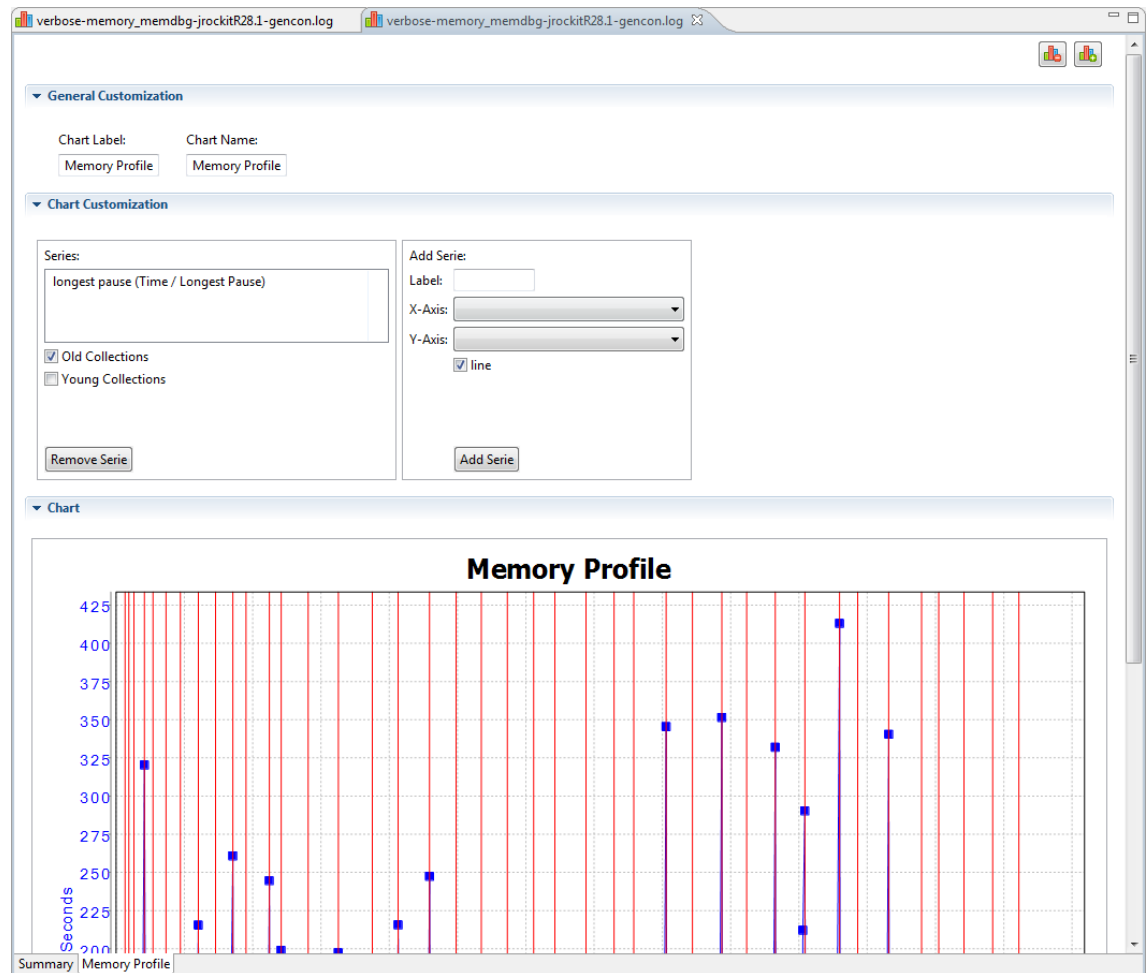 verbose-memory_memdbg-jrockitR28.1-gencon.log verbose-memory_memdbg-jrockitR28.1-gencon.log
General Customization
Chart Label: Chart Name:
Memory Profile Memory Profile
Chart Customization
Series: Add Serie:
longest pause (Time / Longest Pause) Label:
X-Axis:
Y-Axis:
Old Collections line
Young Collections
Remove Serie Add Serie
Chart
Memory Profile
425
400
375
350
325
300
275
250
225
200
Seconds
Summary Memory Profile